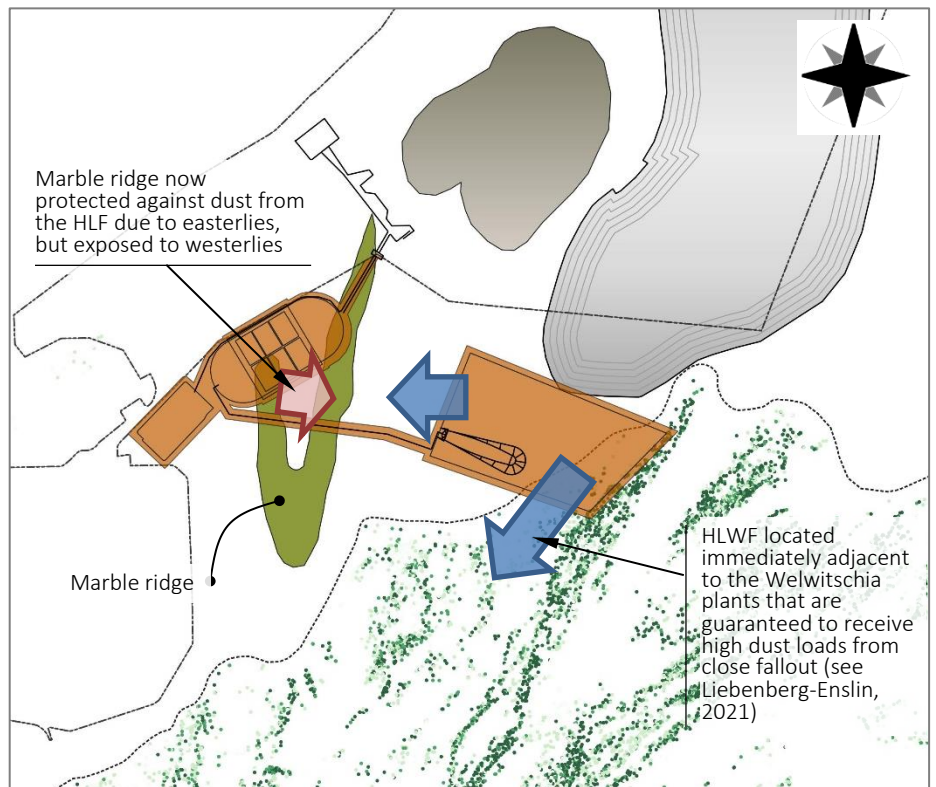 Marble ridge now
protected against dust from
the HLF due to easterlies,
but exposed to westerlies
Marble ridge
HLWF located
immediately adjacent
to the Welwitschia
plants that are
guaranteed to receive
high dust loads from
close fallout (see
Liebenberg-Enslin,
2021)